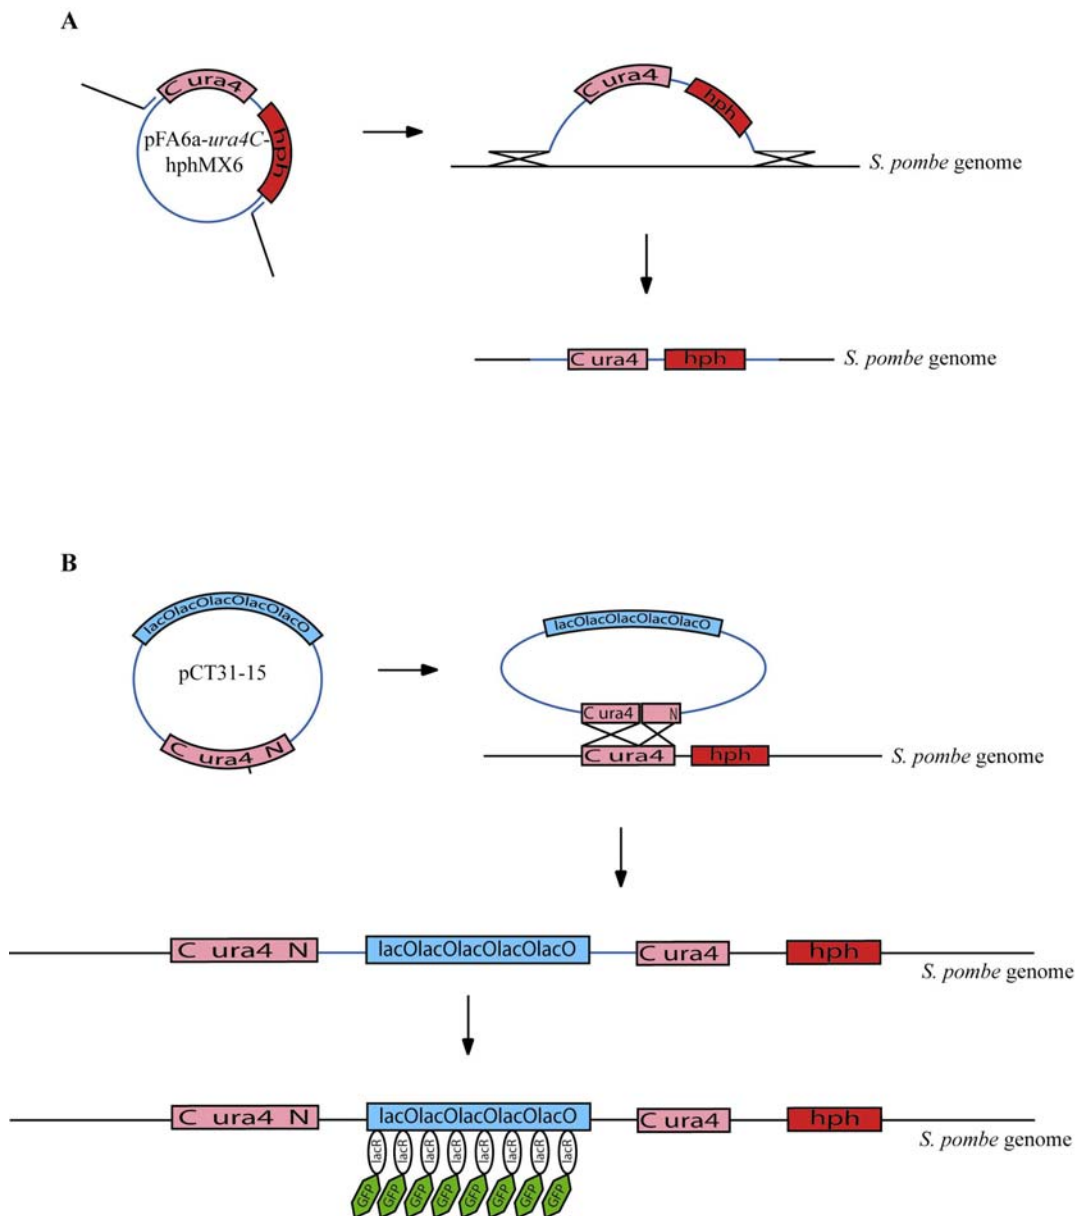 A
C ura4
hph
pFA6a-ura4C-
hphMX6
C ura4
hph
S. pombe genome
C ura4
hph
S. pombe genome
B
lacOlacOlacOlacOlacO
pCT31-15
C ura4 N
lacOlacOlacOlacOlacO
C ura4
N
C ura4
hph
S. pombe genome
C ura4 N
lacOlacOlacOlacOlacO
C ura4
hph
S. pombe genome
C ura4 N
lacOlacOlacOlacOlacO
C ura4
hph
S. pombe genome
lacR lacR lacR lacR lacR lacR lacR lacR
GFP GFP GFP GFP GFP GFP GFP GFP